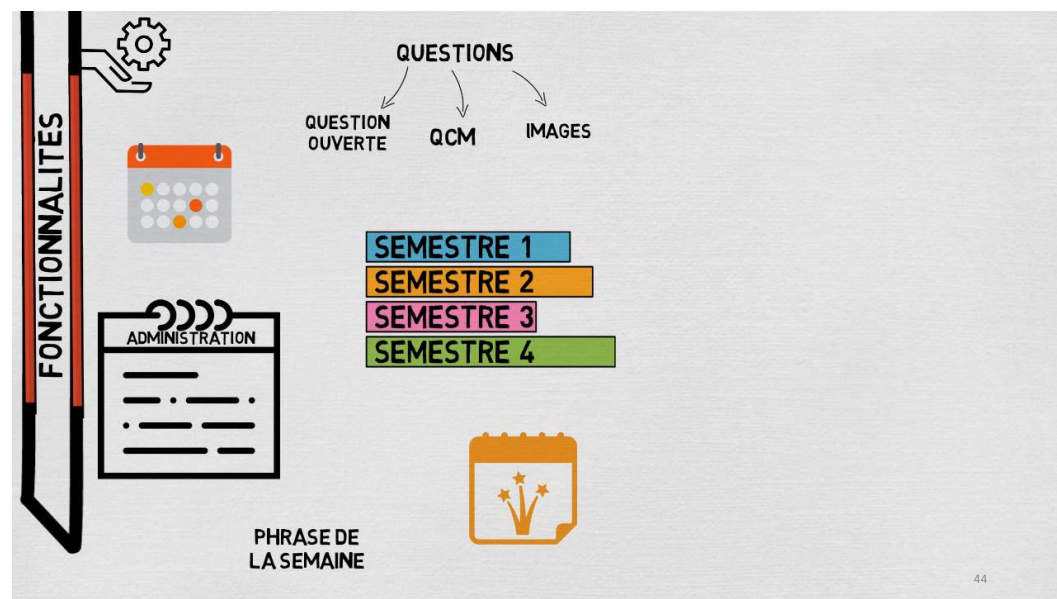 FONCTIONNALITES
QUESTIONS
QUESTION
OUVERTE
QCM
IMAGES
SEMESTRE 1
SEMESTRE 2
SEMESTRE 3
SEMESTRE 4
ADMINISTRATION
PHRASE DE
LA SEMAINE
44